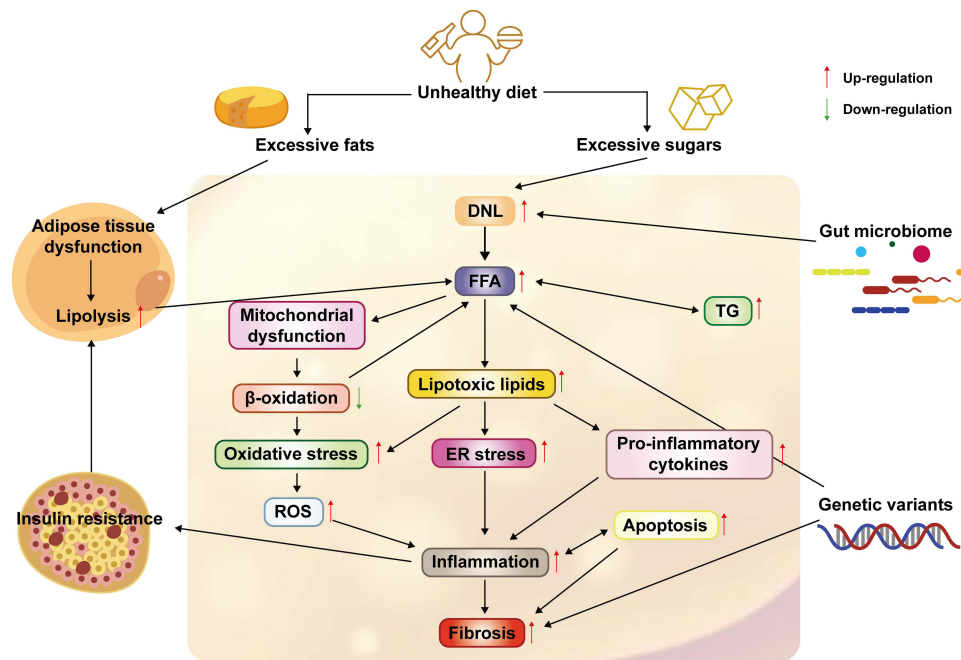 Unhealthy diet
Up-regulation
Down-regulation
Excessive fats
Excessive sugars
DNL
Adipose tissue
dysfunction
Gut microbiome
FFA
Lipolysis
TG
Mitochondrial
dysfunction
Lipotoxic lipids
β-oxidation
Oxidative stress
ER stress
Pro-inflammatory
cytokines
ROS
Insulin resistance
Apoptosis
Genetic variants
Inflammation
Fibrosis